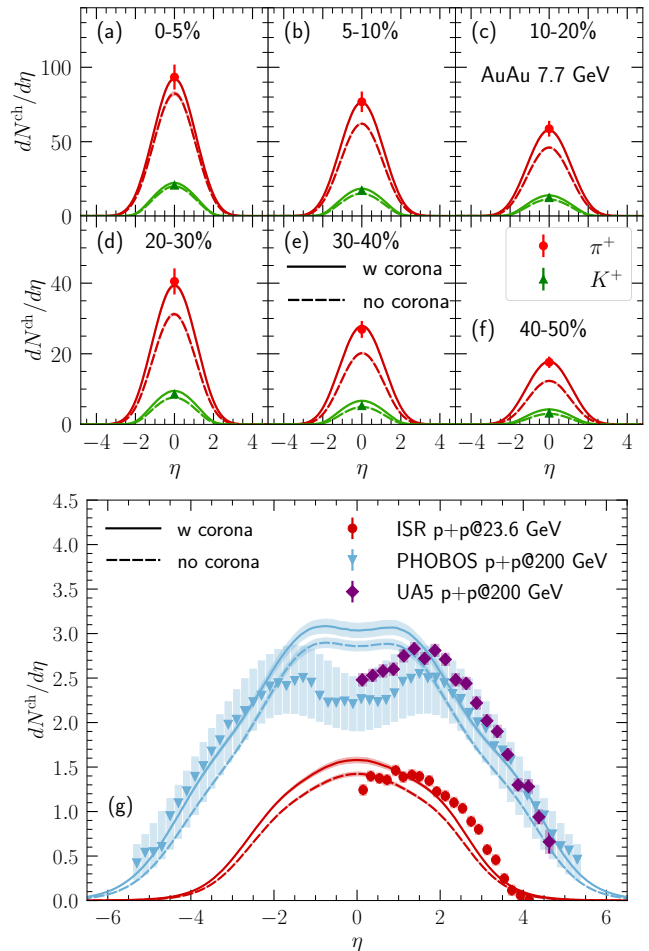 (a) 0-5% (b) 5-10% (c) 10-20%
AuAu 7.7 GeV
dN^ch/dη
100
50
0
(d) 20-30% (e) 30-40%
w corona
no corona
π⁺
K⁺
(f) 40-50%
dN^ch/dη
40
20
0
−4 −2 0 2 4 −4 −2 0 2 4 −4 −2 0 2 4
η η η
w corona
no corona
ISR p+p@23.6 GeV
PHOBOS p+p@200 GeV
UA5 p+p@200 GeV
dN^ch/dη
4.5
4.0
3.5
3.0
2.5
2.0
1.5
1.0
0.5
0.0
(g)
−6 −4 −2 0 2 4 6
η